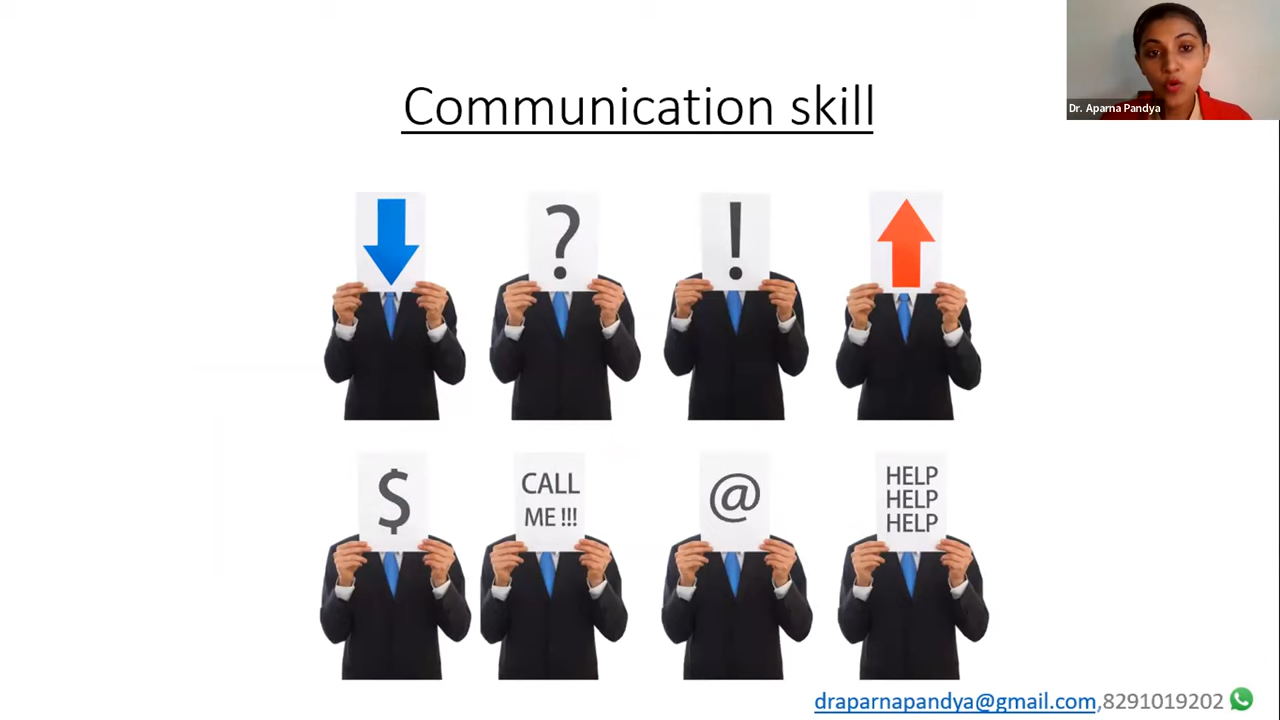 Communication skill
Dr. Aparna Pandya
?
!
$
CALL
ME !!!
@
HELP
HELP
HELP
draparnapandya@gmail.com,8291019202